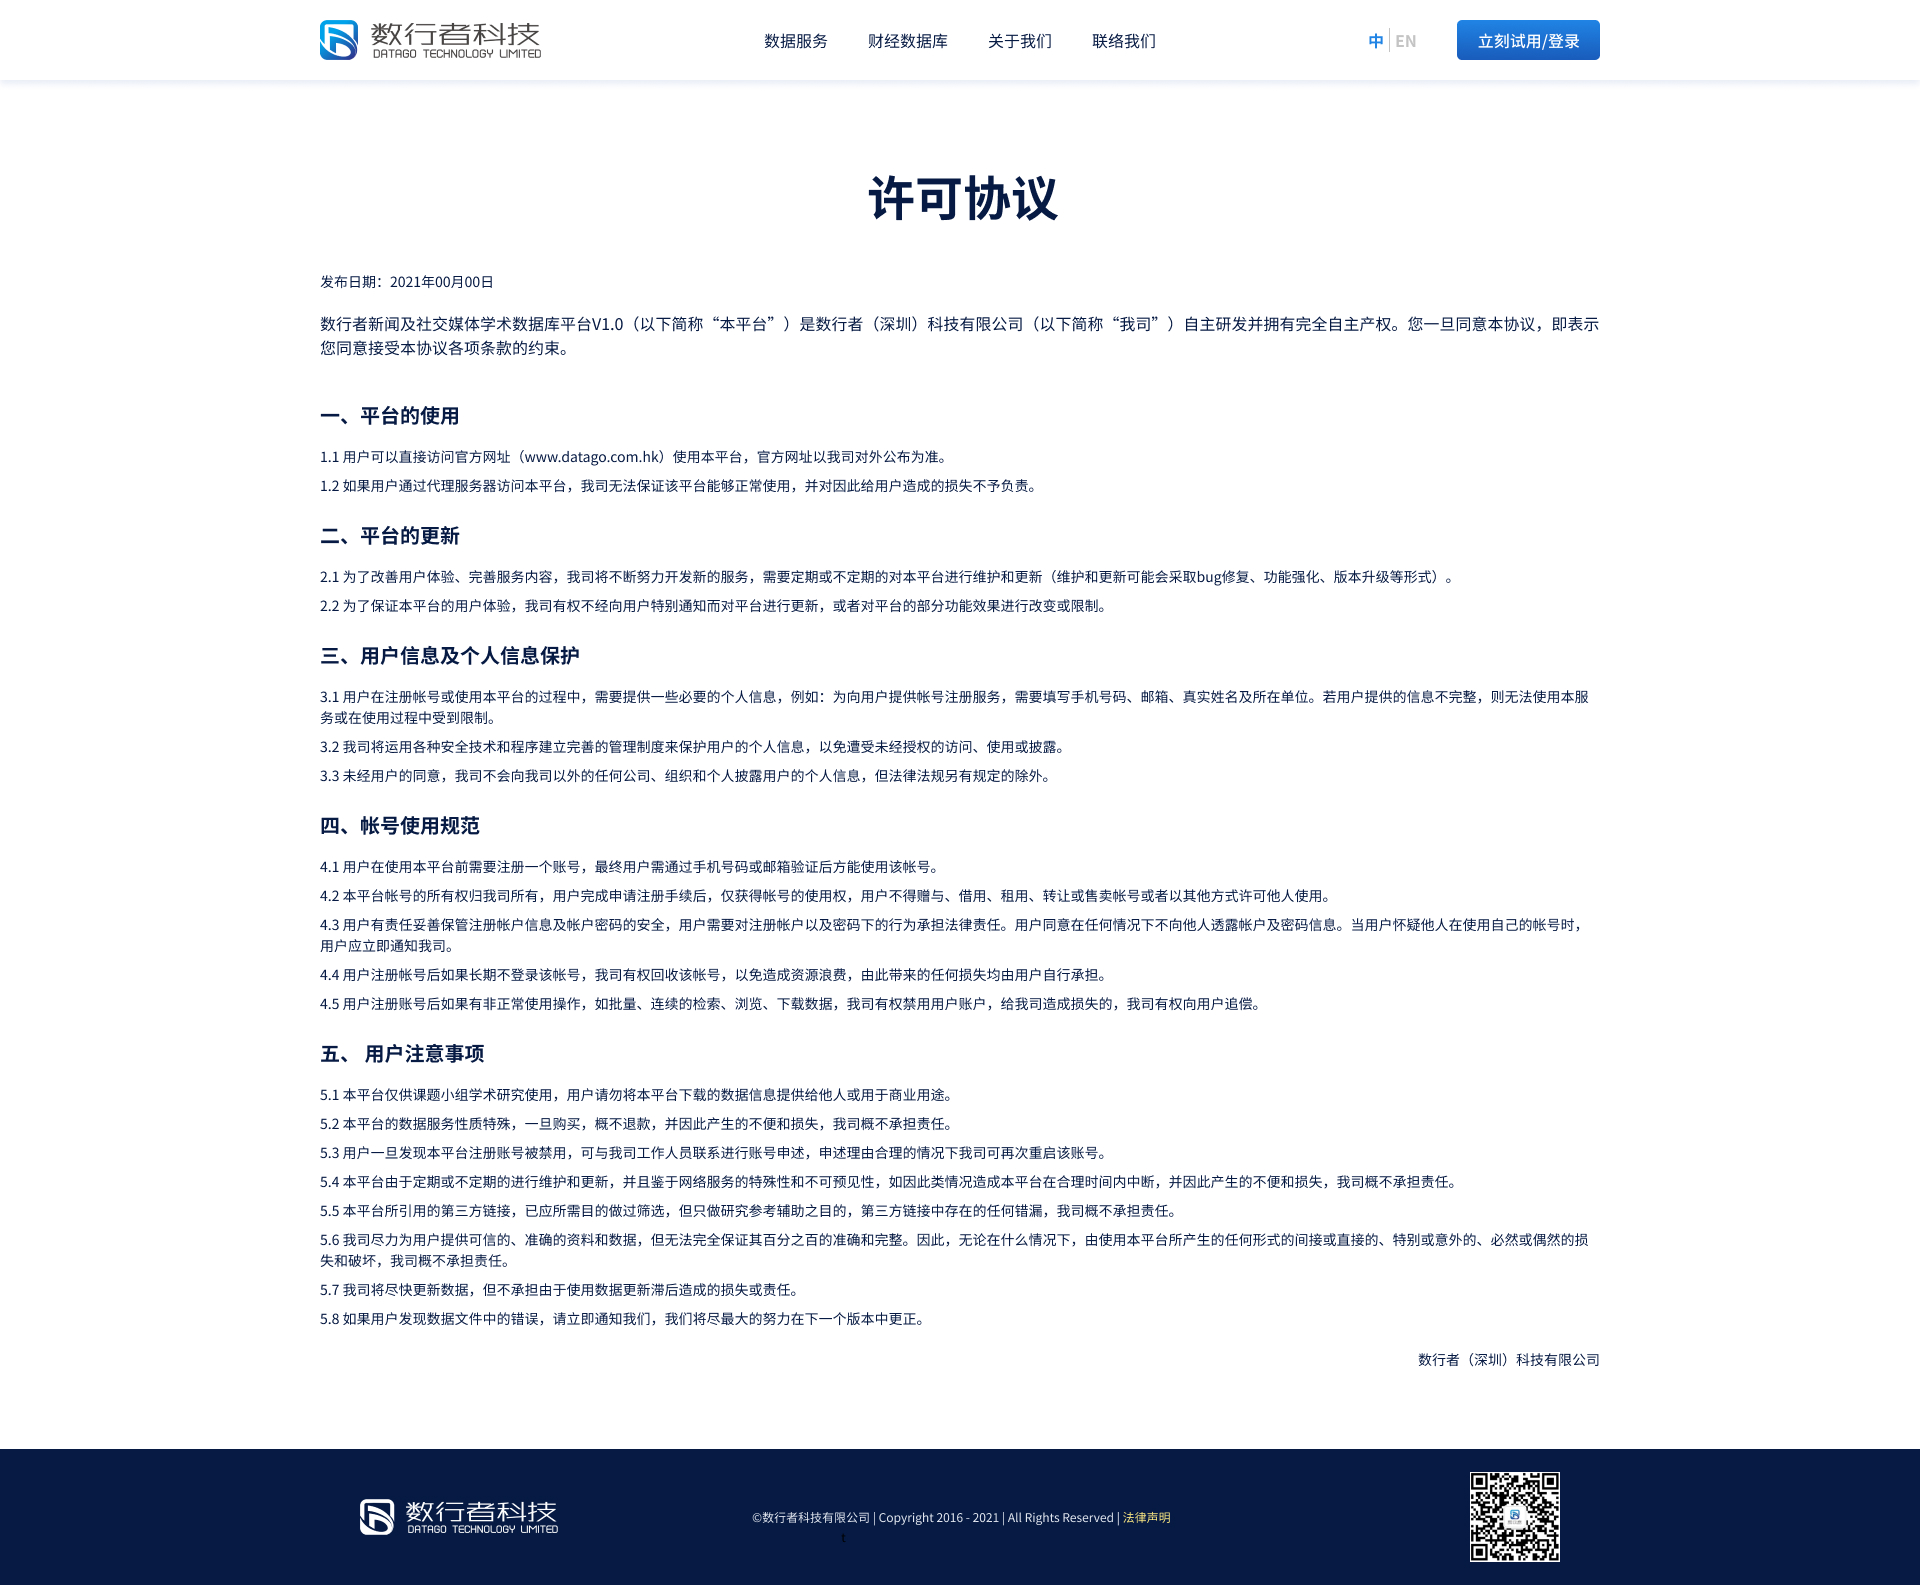 数行者科技
DATAGO TECHNOLOGY LIMITED
数据服务 财经数据库 关于我们 联络我们
中 EN
立刻试用/登录
许可协议
发布日期：2021年00月00日
数行者新闻及社交媒体学术数据库平台V1.0（以下简称“本平台”）是数行者（深圳）科技有限公司（以下简称“我司”）自主研发并拥有完全自主产权。您一旦同意本协议，即表示
您同意接受本协议各项条款的约束。
一、平台的使用
1.1 用户可以直接访问官方网址（www.datago.com.hk）使用本平台，官方网址以我司对外公布为准。
1.2 如果用户通过代理服务器访问本平台，我司无法保证该平台能够正常使用，并对因此给用户造成的损失不予负责。
二、平台的更新
2.1 为了改善用户体验、完善服务内容，我司将不断努力开发新的服务，需要定期或不定期的对本平台进行维护和更新（维护和更新可能会采取bug修复、功能强化、版本升级等形式）。
2.2 为了保证本平台的用户体验，我司有权不经向用户特别通知而对平台进行更新，或者对平台的部分功能效果进行改变或限制。
三、用户信息及个人信息保护
3.1 用户在注册帐号或使用本平台的过程中，需要提供一些必要的个人信息，例如：为向用户提供帐号注册服务，需要填写手机号码、邮箱、真实姓名及所在单位。若用户提供的信息不完整，则无法使用本服
务或在使用过程中受到限制。
3.2 我司将运用各种安全技术和程序建立完善的管理制度来保护用户的个人信息，以免遭受未经授权的访问、使用或披露。
3.3 未经用户的同意，我司不会向我司以外的任何公司、组织和个人披露用户的个人信息，但法律法规另有规定的除外。
四、帐号使用规范
4.1 用户在使用本平台前需要注册一个账号，最终用户需通过手机号码或邮箱验证后方能使用该帐号。
4.2 本平台帐号的所有权归我司所有，用户完成申请注册手续后，仅获得帐号的使用权，用户不得赠与、借用、租用、转让或售卖帐号或者以其他方式许可他人使用。
4.3 用户有责任妥善保管注册帐户信息及帐户密码的安全，用户需要对注册帐户以及密码下的行为承担法律责任。用户同意在任何情况下不向他人透露帐户及密码信息。当用户怀疑他人在使用自己的帐号时，
用户应立即通知我司。
4.4 用户注册帐号后如果长期不登录该帐号，我司有权回收该帐号，以免造成资源浪费，由此带来的任何损失均由用户自行承担。
4.5 用户注册账号后如果有非正常使用操作，如批量、连续的检索、浏览、下载数据，我司有权禁用用户账户，给我司造成损失的，我司有权向用户追偿。
五、 用户注意事项
5.1 本平台仅供课题小组学术研究使用，用户请勿将本平台下载的数据信息提供给他人或用于商业用途。
5.2 本平台的数据服务性质特殊，一旦购买，概不退款，并因此产生的不便和损失，我司概不承担责任。
5.3 用户一旦发现本平台注册账号被禁用，可与我司工作人员联系进行账号申述，申述理由合理的情况下我司可再次重启该账号。
5.4 本平台由于定期或不定期的进行维护和更新，并且鉴于网络服务的特殊性和不可预见性，如因此类情况造成本平台在合理时间内中断，并因此产生的不便和损失，我司概不承担责任。
5.5 本平台所引用的第三方链接，已应所需目的做过筛选，但只做研究参考辅助之目的，第三方链接中存在的任何错漏，我司概不承担责任。
5.6 我司尽力为用户提供可信的、准确的资料和数据，但无法完全保证其百分之百的准确和完整。因此，无论在什么情况下，由使用本平台所产生的任何形式的间接或直接的、特别或意外的、必然或偶然的损
失和破坏，我司概不承担责任。
5.7 我司将尽快更新数据，但不承担由于使用数据更新滞后造成的损失或责任。
5.8 如果用户发现数据文件中的错误，请立即通知我们，我们将尽最大的努力在下一个版本中更正。
数行者（深圳）科技有限公司
数行者科技
DATAGO TECHNOLOGY LIMITED
©数行者科技有限公司 | Copyright 2016 - 2021 | All Rights Reserved | 法律声明
t